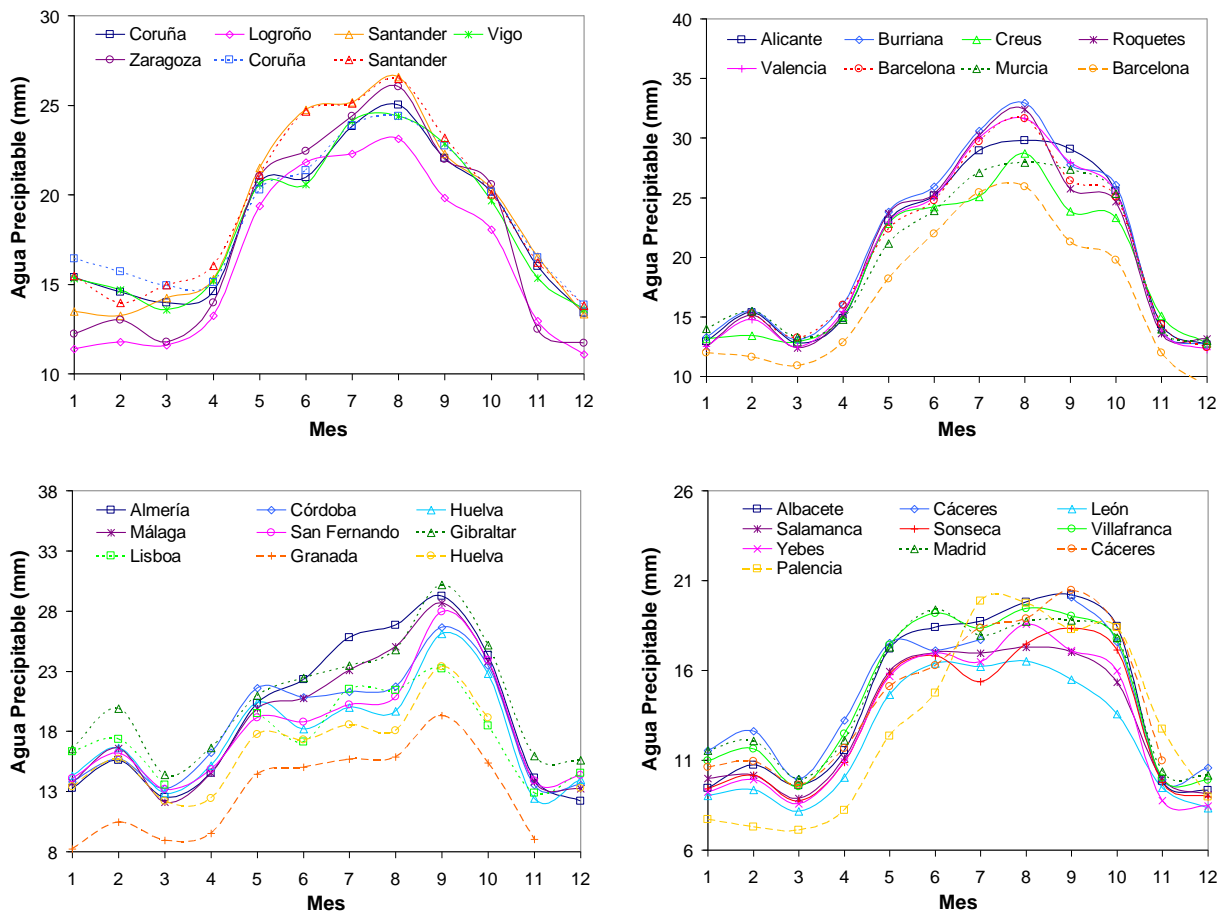 30
25
20
15
10
Agua Precipitable (mm)
Coruña Logroño Santander Vigo
Zaragoza Coruña Santander
1 2 3 4 5 6 7 8 9 10 11 12
Mes
40
35
30
25
20
15
10
Agua Precipitable (mm)
Alicante Burriana Creus Roquetes
Valencia Barcelona Murcia Barcelona
1 2 3 4 5 6 7 8 9 10 11 12
Mes
38
33
28
23
18
13
8
Agua Precipitable (mm)
Almería Córdoba Huelva
Málaga San Fernando Gibraltar
Lisboa Granada Huelva
1 2 3 4 5 6 7 8 9 10 11 12
Mes
26
21
16
11
6
Agua Precipitable (mm)
Albacete Cáceres León
Salamanca Sonseca Villafranca
Yebes Madrid Cáceres
Palencia
1 2 3 4 5 6 7 8 9 10 11 12
Mes